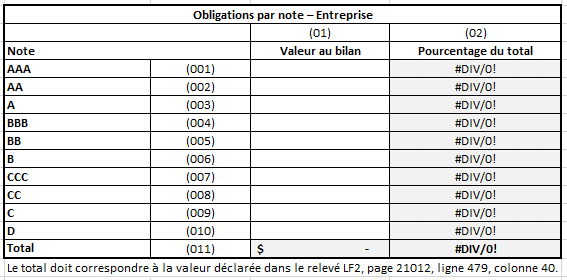 Obligations par note – Entreprise
(01) (02)
Note Valeur au bilan Pourcentage du total
AAA (001) #DIV/0!
AA (002) #DIV/0!
A (003) #DIV/0!
BBB (004) #DIV/0!
BB (005) #DIV/0!
B (006) #DIV/0!
CCC (007) #DIV/0!
CC (008) #DIV/0!
C (009) #DIV/0!
D (010) #DIV/0!
Total (011) $ - #DIV/0!
Le total doit correspondre à la valeur déclarée dans le relevé LF2, page 21012, ligne 479, colonne 40.